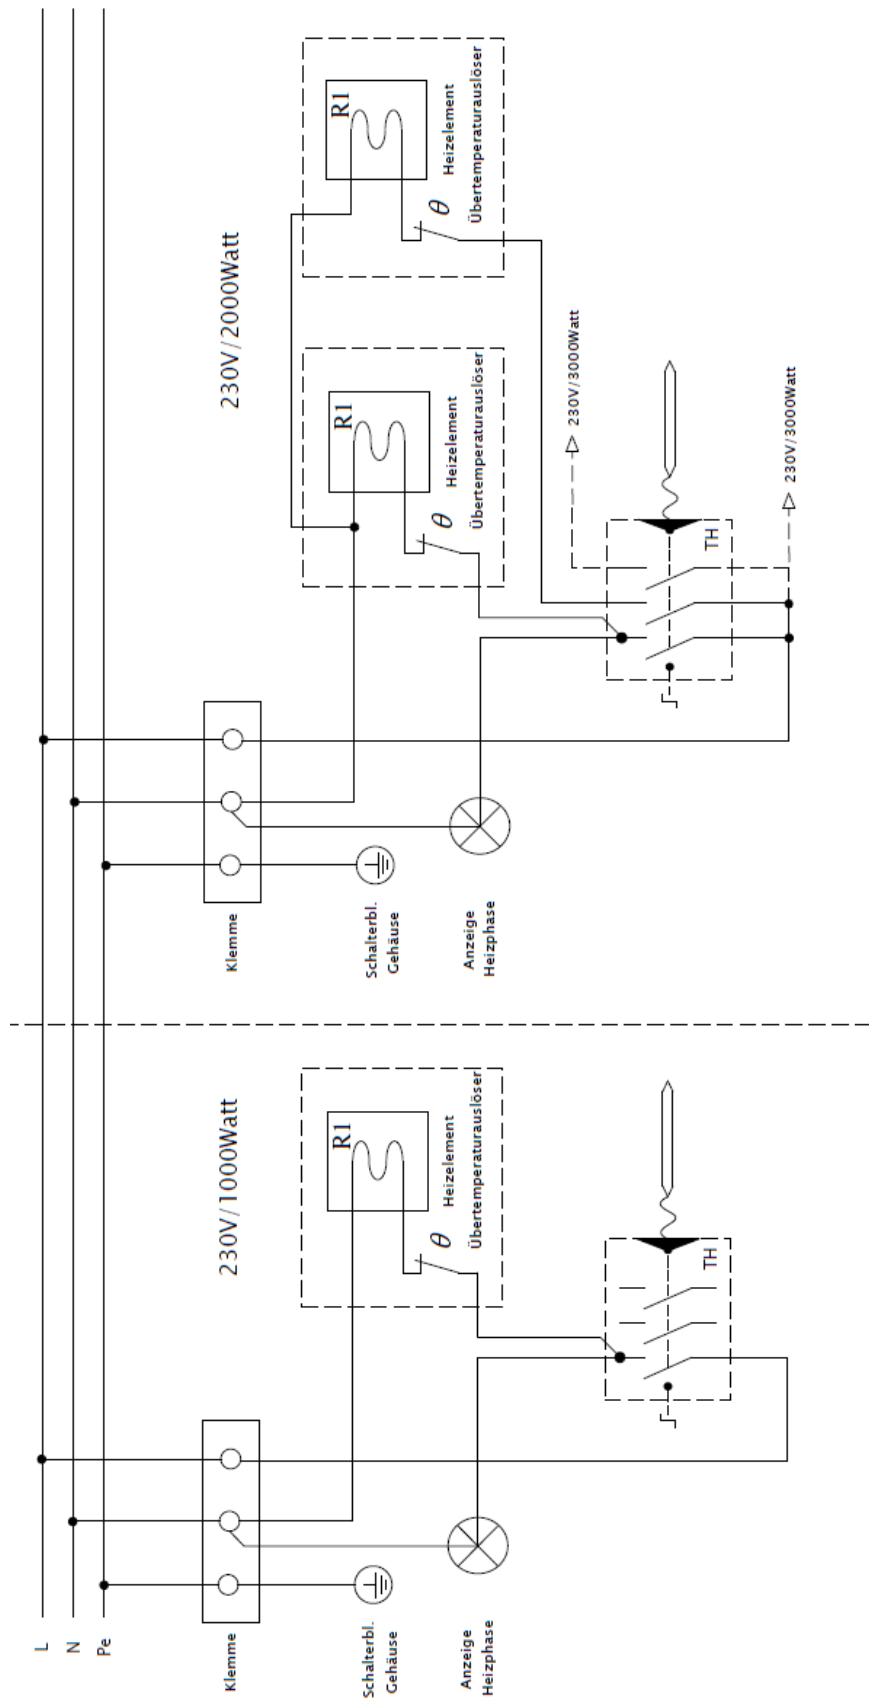 L
N
Pe
230V/1000Watt
R1
Heizelement
θ
Übertemperaturauslöser
TH
Klemme
Schalterbl.
Gehäuse
Anzeige
Heizphase
230V/2000Watt
R1
Heizelement
θ
Übertemperaturauslöser
R1
Heizelement
θ
Übertemperaturauslöser
230V/3000Watt
TH
230V/3000Watt
Klemme
Schalterbl.
Gehäuse
Anzeige
Heizphase